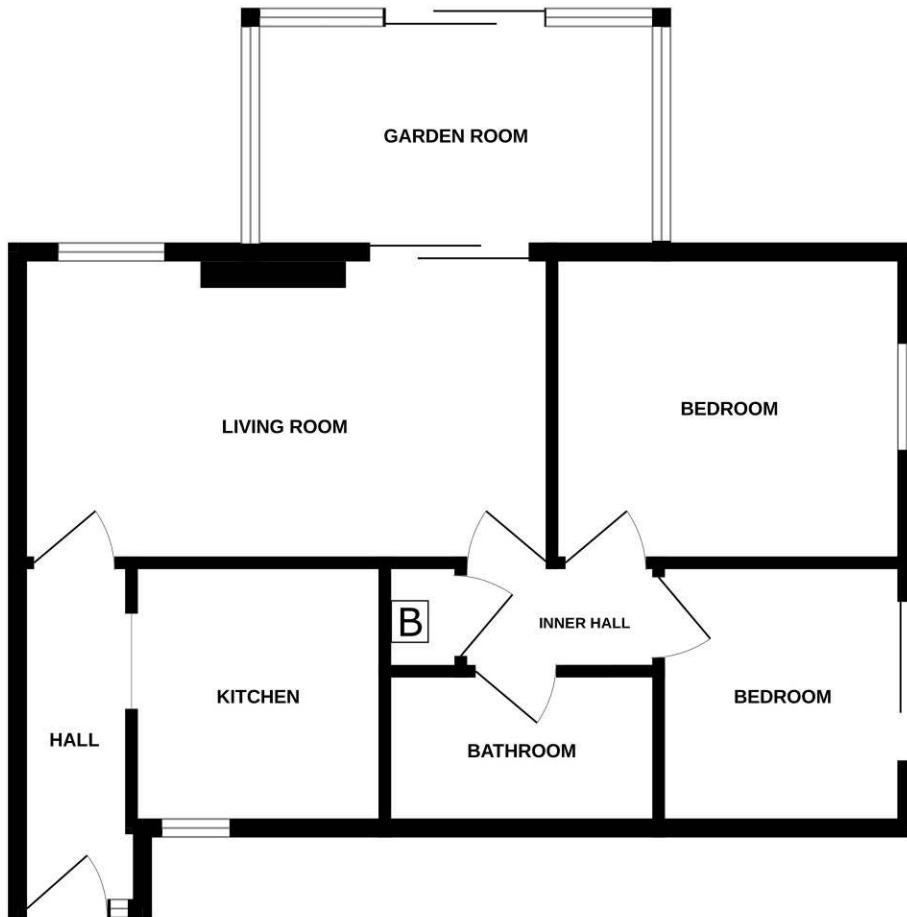 GARDEN ROOM
BEDROOM
LIVING ROOM
B
INNER HALL
KITCHEN
BEDROOM
HALL
BATHROOM